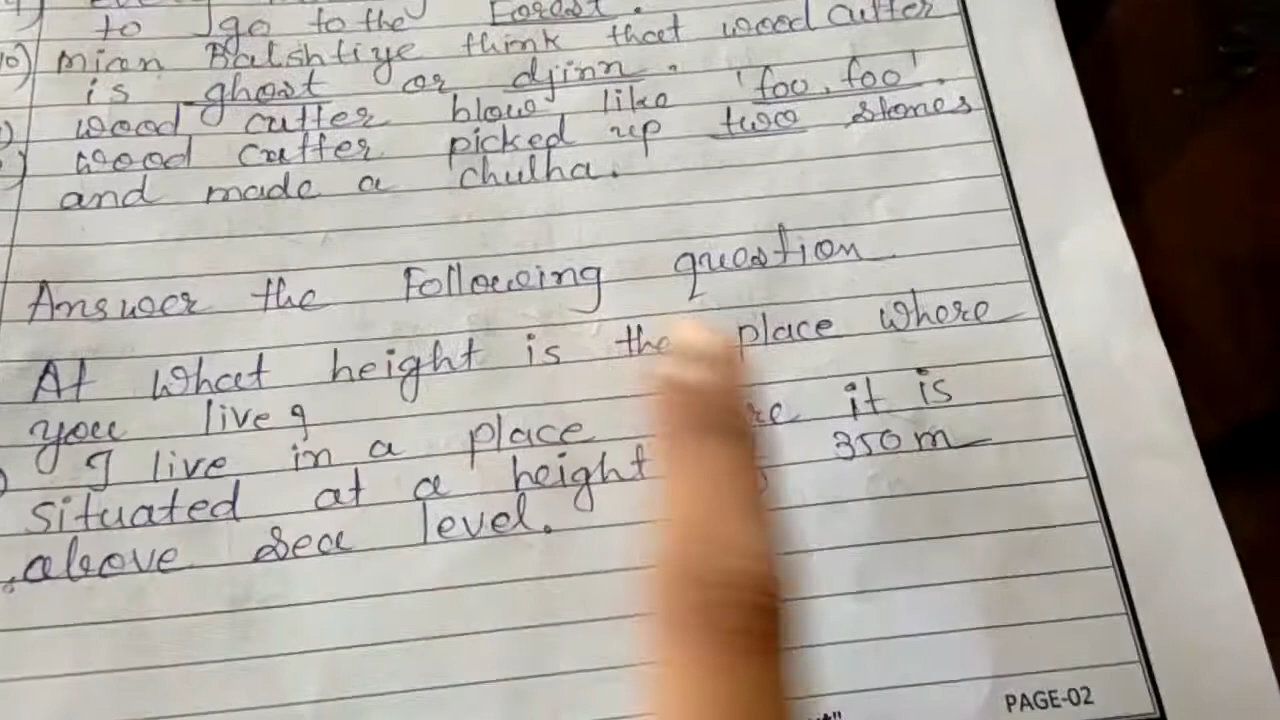 to go to the Forest.
10) mian Balshtiye think that wood cutter
is ghost or djinn.
wood cutter blows like 'foo, foo'.
wood cutter picked up two stones
and made a chulha.
Answer the Following question
At what height is the place where
you live ?
I live in a place it is
situated at a height 350m
above sea level.
PAGE-02